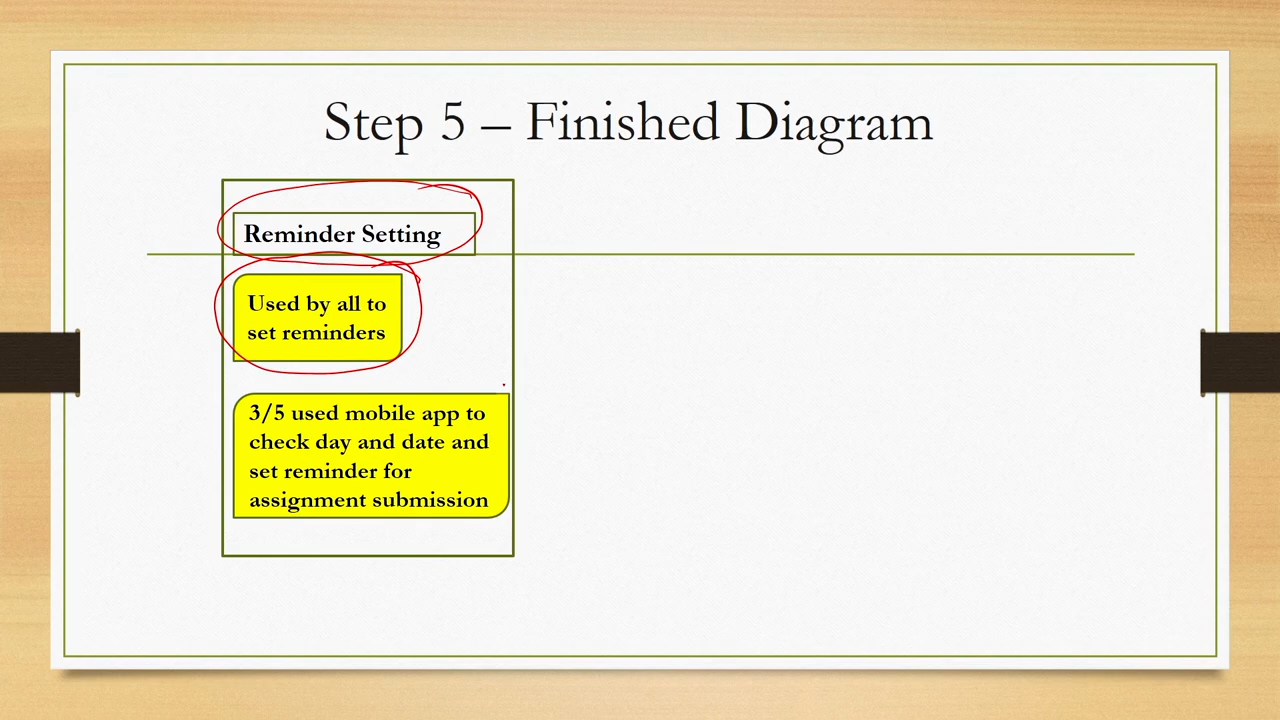 Step 5 – Finished Diagram
Reminder Setting
Used by all to
set reminders
3/5 used mobile app to
check day and date and
set reminder for
assignment submission